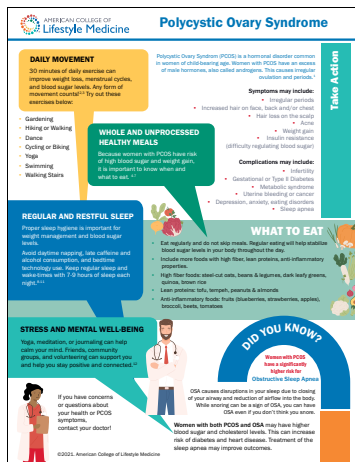 AMERICAN COLLEGE OF
Lifestyle Medicine
Polycystic Ovary Syndrome
Take Action
DAILY MOVEMENT
30 minutes of daily exercise can
improve weight loss, menstrual cycles,
and blood sugar levels. Any form of
movement counts! Try out these
exercises below:
• Gardening
• Hiking or Walking
• Dance
• Cycling or Biking
• Yoga
• Swimming
• Walking Stairs
Polycystic Ovary Syndrom (PCOS) is a hormonal disorder common
in women of child-bearing age. Women with PCOS have an excess
of male hormones, also called androgens. This causes irregular
ovulation and periods.
Symptoms may include:
• Irregular periods
• Increased hair on face, back and/or chest
• Hair loss on the scalp
• Acne
• Weight gain
• Insulin resistance
(difficulty regulating blood sugar)
Complications may include:
• Infertility
• Gestational or Type II Diabetes
• Metabolic syndrome
• Uterine bleeding or cancer
• Depression, anxiety, eating disorders
• Sleep apnea
WHOLE AND UNPROCESSED
HEALTHY MEALS
Because women with PCOS have risk
of high blood sugar and weight gain,
it is important to know when and
what to eat.
REGULAR AND RESTFUL SLEEP
Proper sleep hygiene is important for
weight management and blood sugar
levels.
Avoid daytime napping, late caffeine and
alcohol consumption, and bedtime
technology use. Keep regular sleep and
wake-times with 7-9 hours of sleep each
night.
WHAT TO EAT
• Eat regularly and do not skip meals. Regular eating will help stabilize
blood sugar levels in your body throughout the day.
• Include more foods with high fiber, lean proteins, anti-inflammatory
properties.
• High fiber foods: steel-cut oats, beans & legumes, dark leafy greens,
quinoa, brown rice
• Lean proteins: tofu, tempeh, peanuts & almonds
• Anti-inflammatory foods: fruits (blueberries, strawberries, apples),
broccoli, beets, tomatoes
STRESS AND MENTAL WELL-BEING
Yoga, meditation, or journaling can help
calm your mind. Friends, community
groups, and volunteering can support you
and help you stay positive and connected.
DID YOU KNOW?
Women with PCOS
have a significantly
higher risk for
Obstructive Sleep Apnea
OSA causes disruptions in your sleep due to closing
of your airway and reduction of airflow into the body.
While snoring can be a sign of OSA, you can have
OSA even if you don't think you snore.
Women with both PCOS and OSA may have higher
blood sugar and cholesterol levels. This can increase
risk of diabetes and heart disease. Treatment of the
sleep apnea may improve outcomes.
If you have concerns
or questions about
your health or PCOS
symptoms,
contact your doctor!
©2021. American College of Lifestyle Medicine